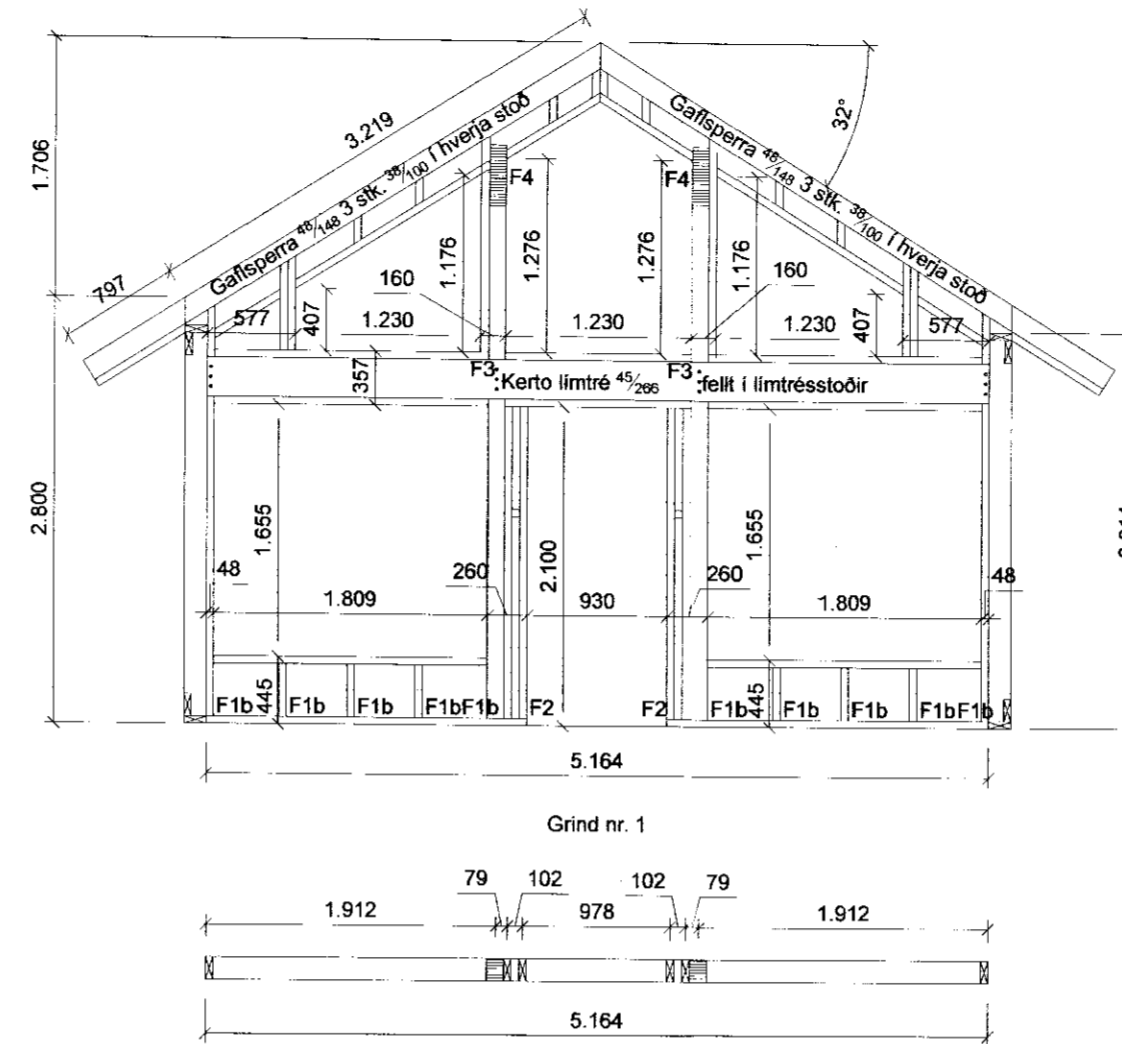 1.706
3.219
797
Gaflsperra 48/148 3 stk. 38/100 í hverja stoð
Gaflsperra 48/148 3 stk. 38/100 í hverja stoð
32°
F4
F4
577
407
1.230
160
1.176
1.276
1.230
1.276
1.176
160
1.230
407
577
357
F3
Kerto límtré 45/266
F3
fellt í límtrésstoðir
2.800
48
1.655
1.809
260
2.100
930
260
1.655
1.809
48
445
F1b
F1b
F1b
F1bF1b
F2
F2
F1b
445
F1b
F1b
F1bF1b
5.164
Grind nr. 1
79
102
102
79
1.912
978
1.912
5.164